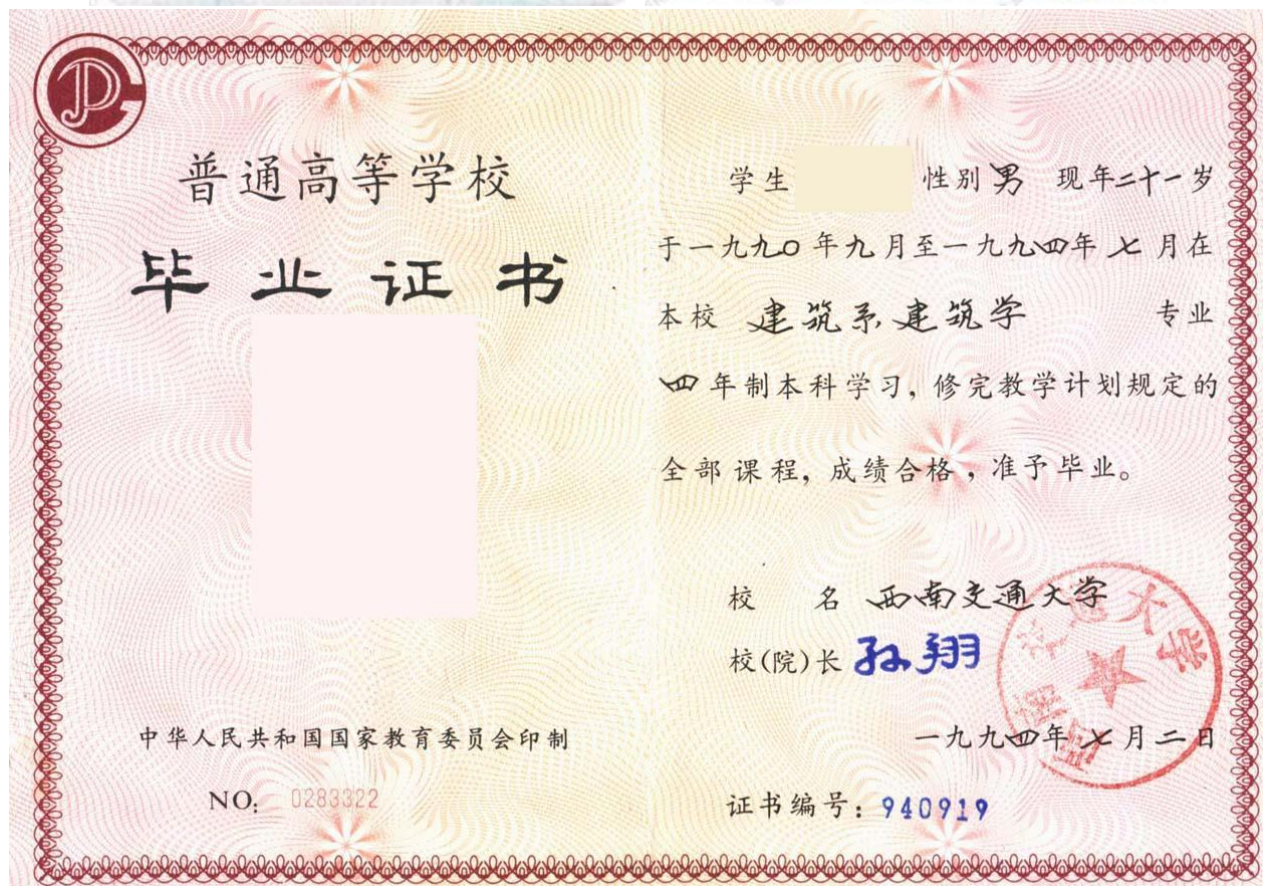 普通高等学校
毕业证书
中华人民共和国国家教育委员会印制
NO: 0283322
学生 性别 男 现年二十一岁
于一九九〇年九月至一九九四年七月在
本校 建筑系建筑学 专业
四年制本科学习，修完教学计划规定的
全部课程，成绩合格，准予毕业。
校 名 西南交通大学
校(院)长 孙翔
西南交通大学
一九九四年七月二日
证书编号：940919